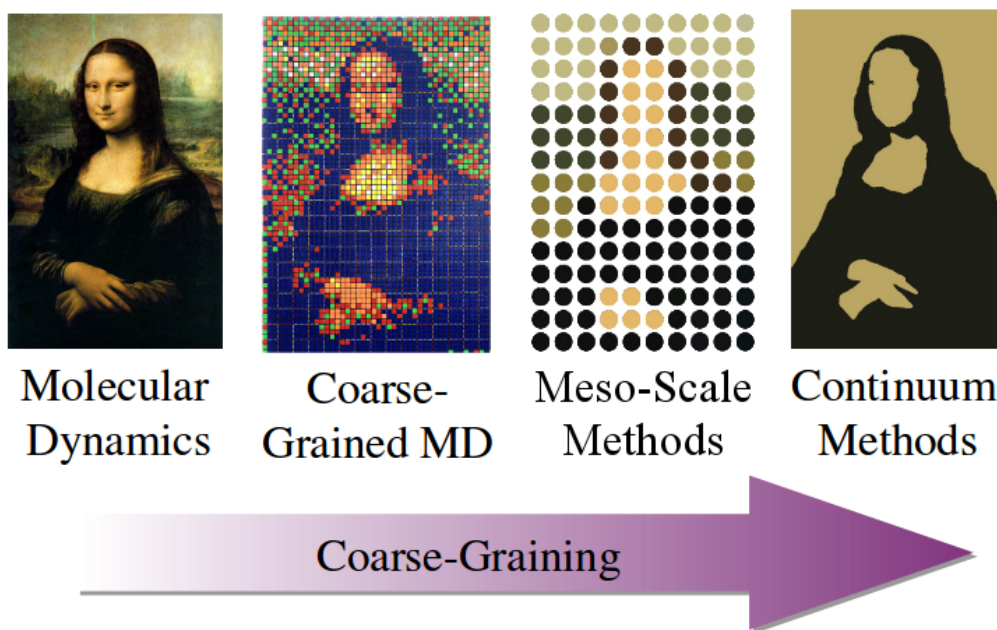 Molecular
Dynamics
Coarse-
Grained MD
Meso-Scale
Methods
Continuum
Methods
Coarse-Graining